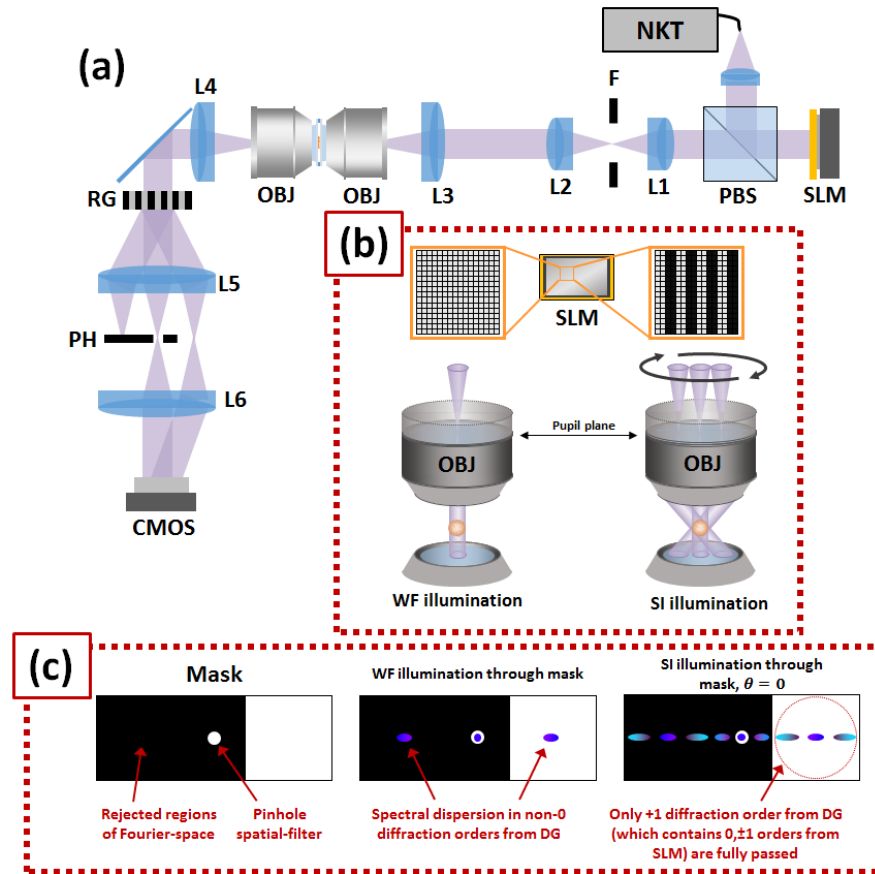 (a)
NKT
L4
F
RG
OBJ
OBJ
L3
L2
L1
PBS
SLM
(b)
L5
SLM
PH
L6
Pupil plane
OBJ
OBJ
CMOS
WF illumination
SI illumination
(c)
Mask
WF illumination through mask
SI illumination through
mask, θ = 0
Rejected regions
of Fourier-space
Pinhole
spatial-filter
Spectral dispersion in non-0
diffraction orders from DG
Only +1 diffraction order from DG
(which contains 0,±1 orders from
SLM) are fully passed